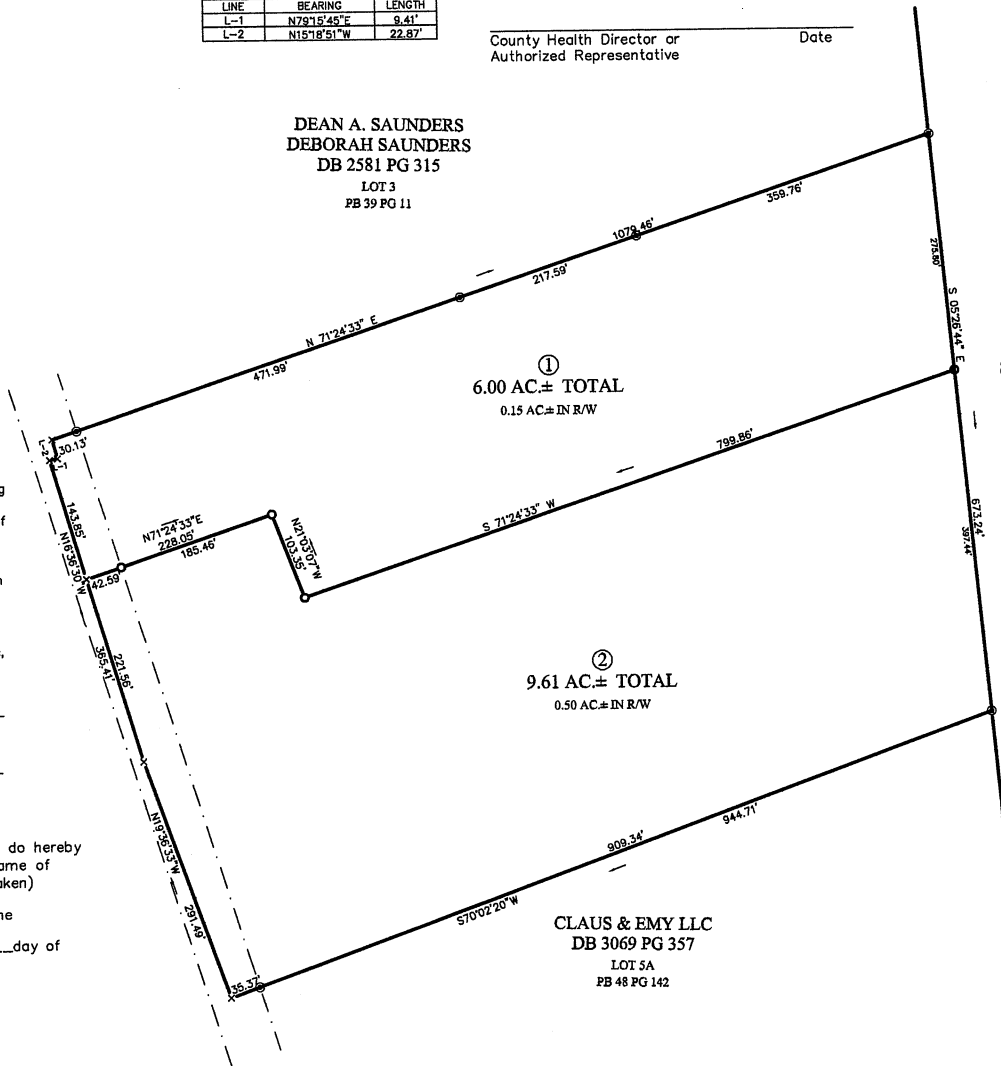 LINE BEARING LENGTH
L-1 N79°15'45"E 9.41'
L-2 N15°18'51"W 22.87'
County Health Director or Date
Authorized Representative
DEAN A. SAUNDERS
DEBORAH SAUNDERS
DB 2581 PG 315
LOT 3
PB 39 PG 11
359.76'
1079.46'
217.59'
275.80'
S 05°26'44" E
N 71°24'33" E
471.99'
①
6.00 AC.± TOTAL
0.15 AC.± IN R/W
30.13'
L-2
L-1
799.86'
S 71°24'33" W
g
f
143.85'
N16°36'30"W
N71°24'33"E
228.05'
185.46'
N21°03'07"W
103.35'
42.59'
673.24'
397.44'
221.56'
365.41'
②
9.61 AC.± TOTAL
0.50 AC.± IN R/W
N19°36'33"W
291.49'
do hereby
ame of
aken)
ne
__day of
944.71'
909.34'
S70°02'20"W
35.37'
CLAUS & EMY LLC
DB 3069 PG 357
LOT 5A
PB 48 PG 142